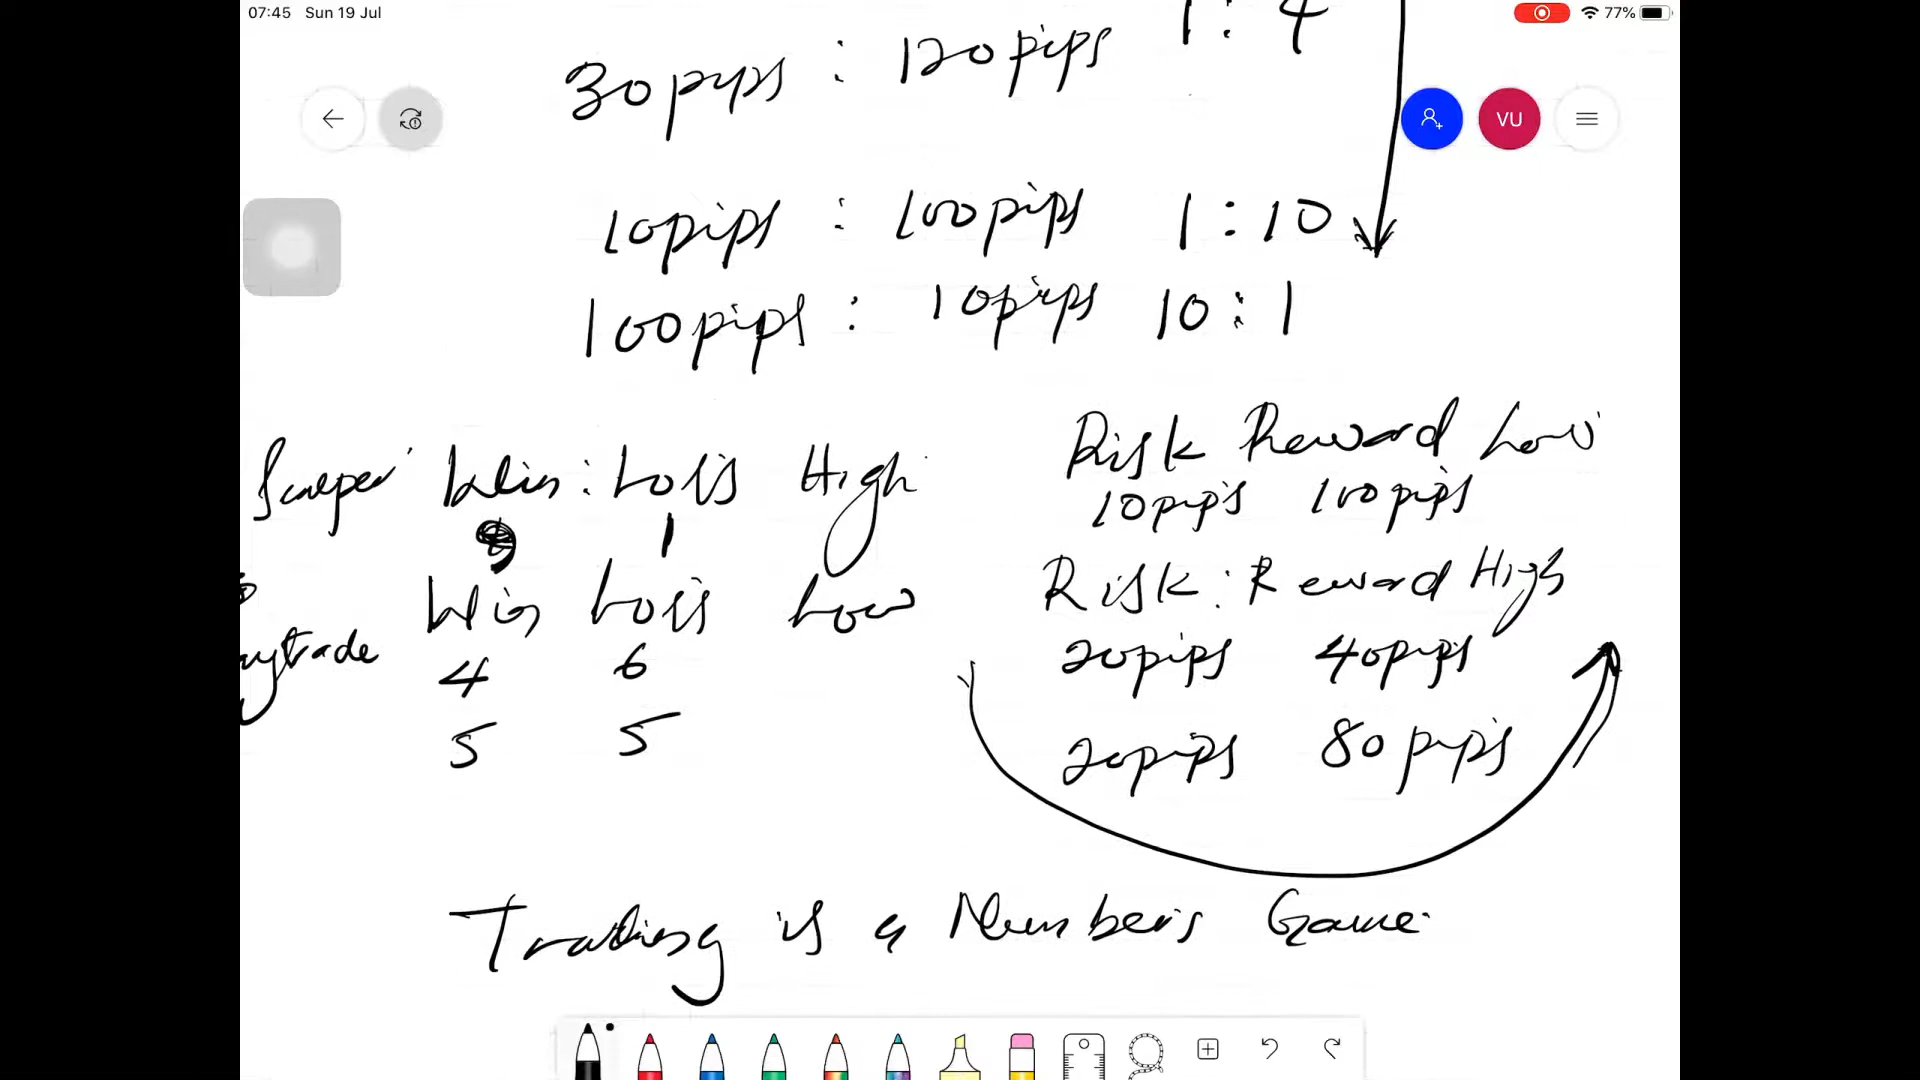 07:45 Sun 19 Jul 77%
1 : 4
30 pips : 120 pips
VU
10 pips : 100 pips 1 : 10
100 pips : 10 pips 10 : 1
Scalper Win : Loss High
9 1
Win Loss Low
daytrade
4 6
5 5
Risk Reward Low
10 pips 100 pips
Risk : Reward High
20 pips 40 pips
20 pips 80 pips
Trading is a Numbers Game